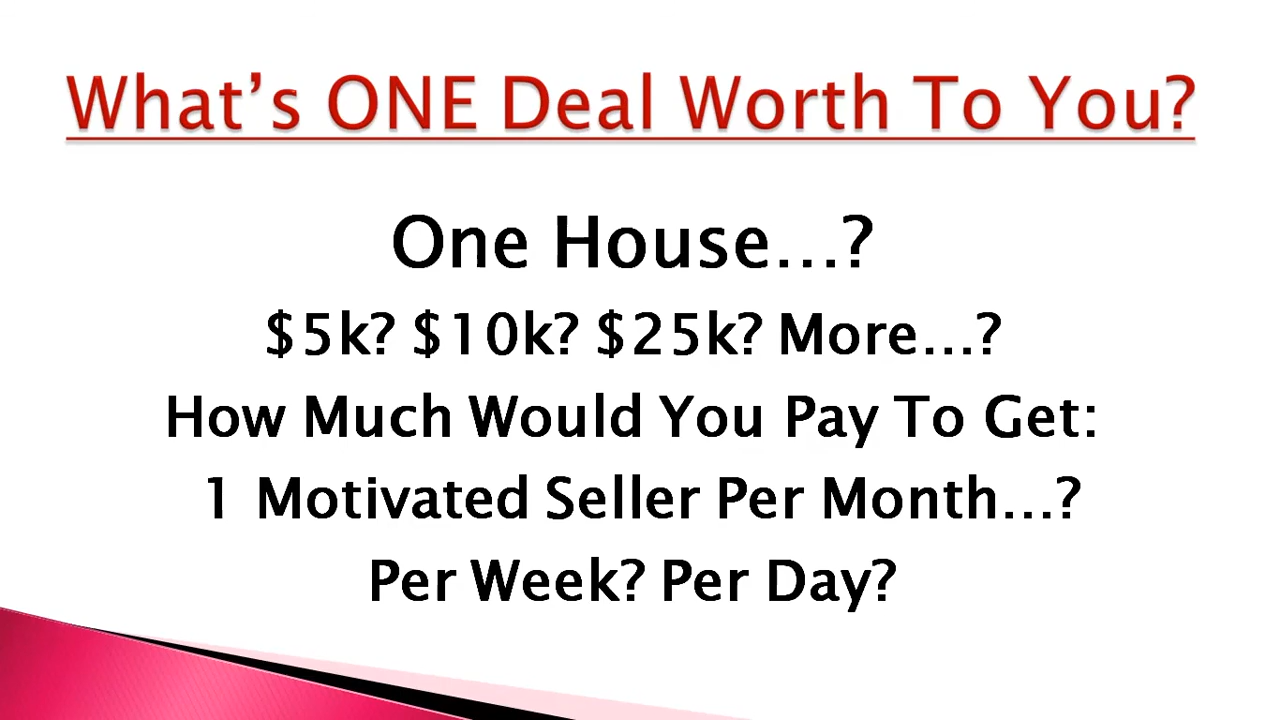 What’s ONE Deal Worth To You?
One House...?
$5k? $10k? $25k? More...?
How Much Would You Pay To Get:
1 Motivated Seller Per Month...?
Per Week? Per Day?